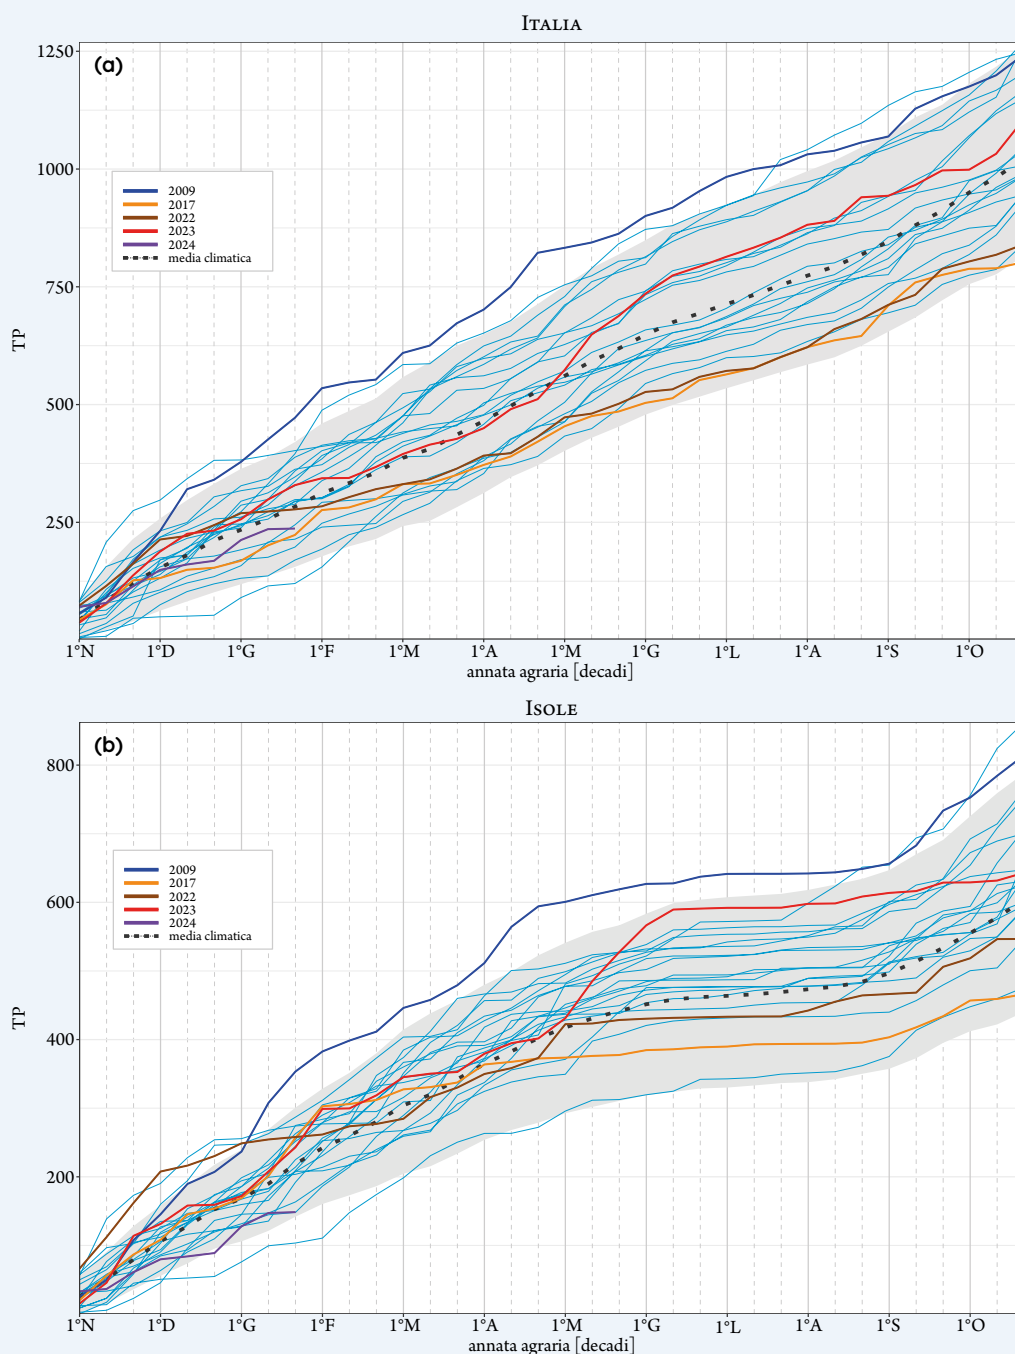 ITALIA
(a)
1250
1000
750
500
250
TP
2009
2017
2022
2023
2024
media climatica
1°N 1°D 1°G 1°F 1°M 1°A 1°M 1°G 1°L 1°A 1°S 1°O
annata agraria [decadi]
ISOLE
(b)
800
600
400
200
TP
2009
2017
2022
2023
2024
media climatica
1°N 1°D 1°G 1°F 1°M 1°A 1°M 1°G 1°L 1°A 1°S 1°O
annata agraria [decadi]